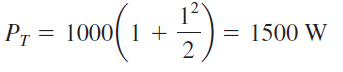 P_T = 1000(1 + 1²/2) = 1500 W